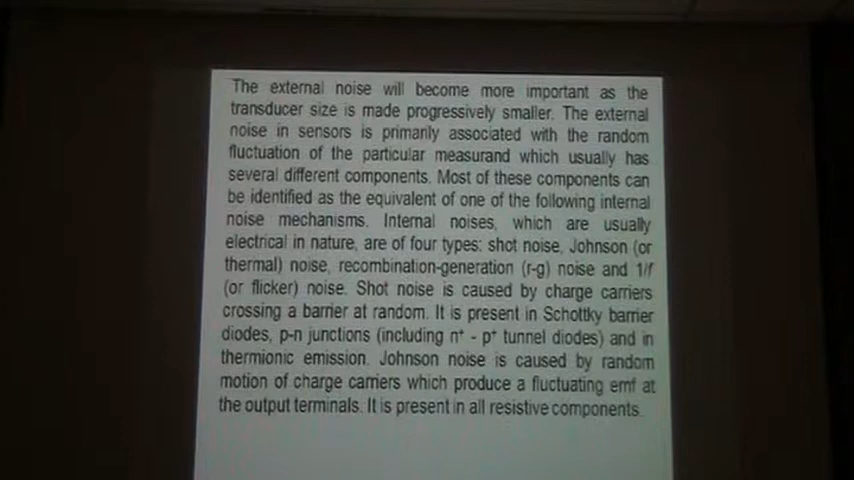 The external noise will become more important as the
transducer size is made progressively smaller. The external
noise in sensors is primarily associated with the random
fluctuation of the particular measurand which usually has
several different components. Most of these components can
be identified as the equivalent of one of the following internal
noise mechanisms. Internal noises, which are usually
electrical in nature, are of four types: shot noise, Johnson (or
thermal) noise, recombination-generation (r-g) noise and 1/f
(or flicker) noise. Shot noise is caused by charge carriers
crossing a barrier at random. It is present in Schottky barrier
diodes, p-n junctions (including n⁺ - p⁺ tunnel diodes) and in
thermionic emission. Johnson noise is caused by random
motion of charge carriers which produce a fluctuating emf at
the output terminals. It is present in all resistive components.